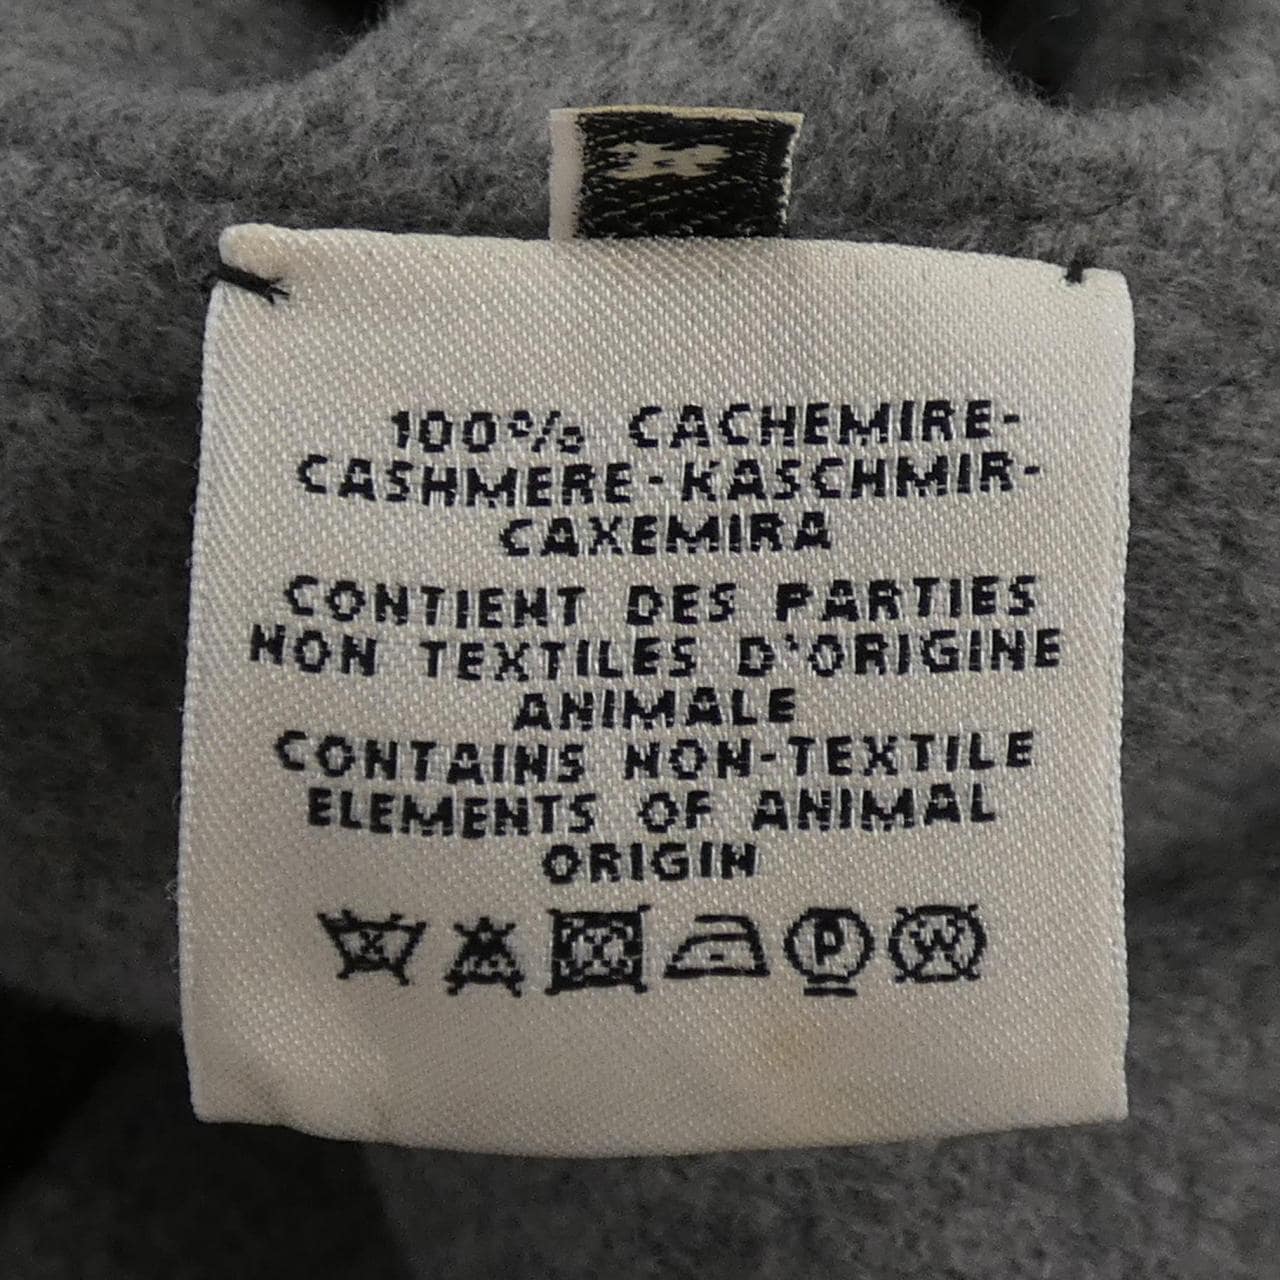 100% CACHEMIRE-
CASHMERE-KASCHMIR-
CAXEMIRA
CONTIENT DES PARTIES
NON TEXTILES D'ORIGINE
ANIMALE
CONTAINS NON-TEXTILE
ELEMENTS OF ANIMAL
ORIGIN
P W